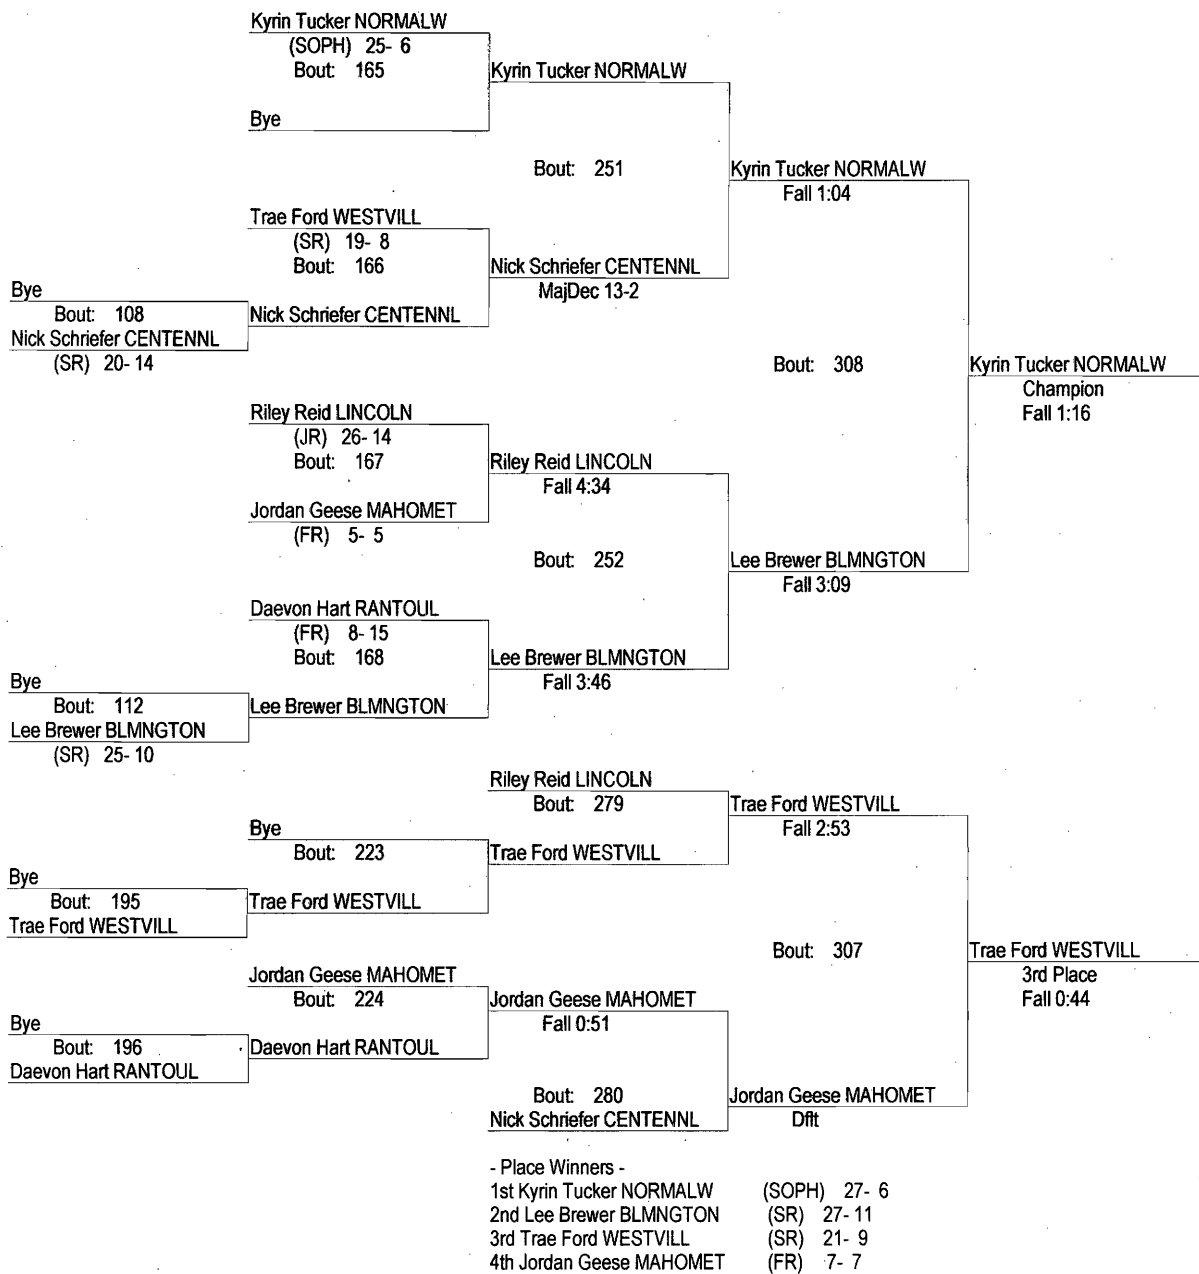 Kyrin Tucker NORMALW
(SOPH) 25- 6
Bout: 165
Kyrin Tucker NORMALW
Bye
Bout: 251
Kyrin Tucker NORMALW
Fall 1:04
Trae Ford WESTVILL
(SR) 19- 8
Bout: 166
Nick Schriefer CENTENNL
MajDec 13-2
Bye
Bout: 108
Nick Schriefer CENTENNL
Nick Schriefer CENTENNL
(SR) 20- 14
Bout: 308
Kyrin Tucker NORMALW
Champion
Fall 1:16
Riley Reid LINCOLN
(JR) 26- 14
Bout: 167
Riley Reid LINCOLN
Fall 4:34
Jordan Geese MAHOMET
(FR) 5- 5
Bout: 252
Lee Brewer BLMNGTON
Fall 3:09
Daevon Hart RANTOUL
(FR) 8- 15
Bout: 168
Lee Brewer BLMNGTON
Fall 3:46
Bye
Bout: 112
Lee Brewer BLMNGTON
Lee Brewer BLMNGTON
(SR) 25- 10
Riley Reid LINCOLN
Bout: 279
Trae Ford WESTVILL
Fall 2:53
Bye
Bout: 223
Trae Ford WESTVILL
Bye
Bout: 195
Trae Ford WESTVILL
Trae Ford WESTVILL
Bout: 307
Trae Ford WESTVILL
3rd Place
Fall 0:44
Jordan Geese MAHOMET
Bout: 224
Jordan Geese MAHOMET
Fall 0:51
Bye
Bout: 196
Daevon Hart RANTOUL
Daevon Hart RANTOUL
Bout: 280
Nick Schriefer CENTENNL
Jordan Geese MAHOMET
Dflt
- Place Winners -
1st Kyrin Tucker NORMALW (SOPH) 27- 6
2nd Lee Brewer BLMNGTON (SR) 27- 11
3rd Trae Ford WESTVILL (SR) 21- 9
4th Jordan Geese MAHOMET (FR) 7- 7